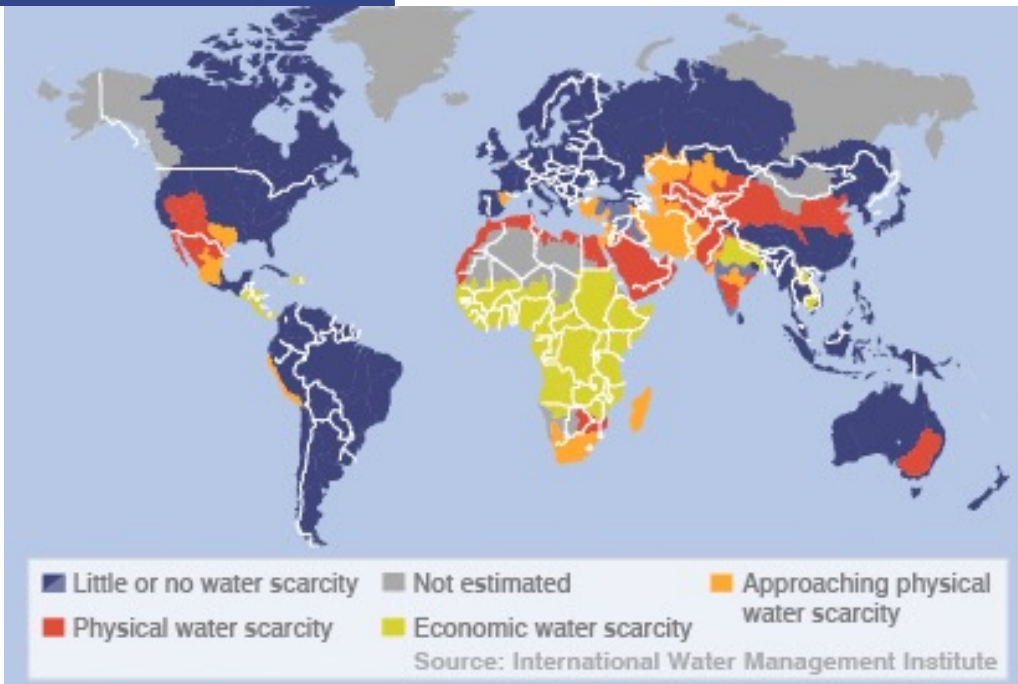 Little or no water scarcity
Not estimated
Approaching physical
water scarcity
Physical water scarcity
Economic water scarcity
Source: International Water Management Institute